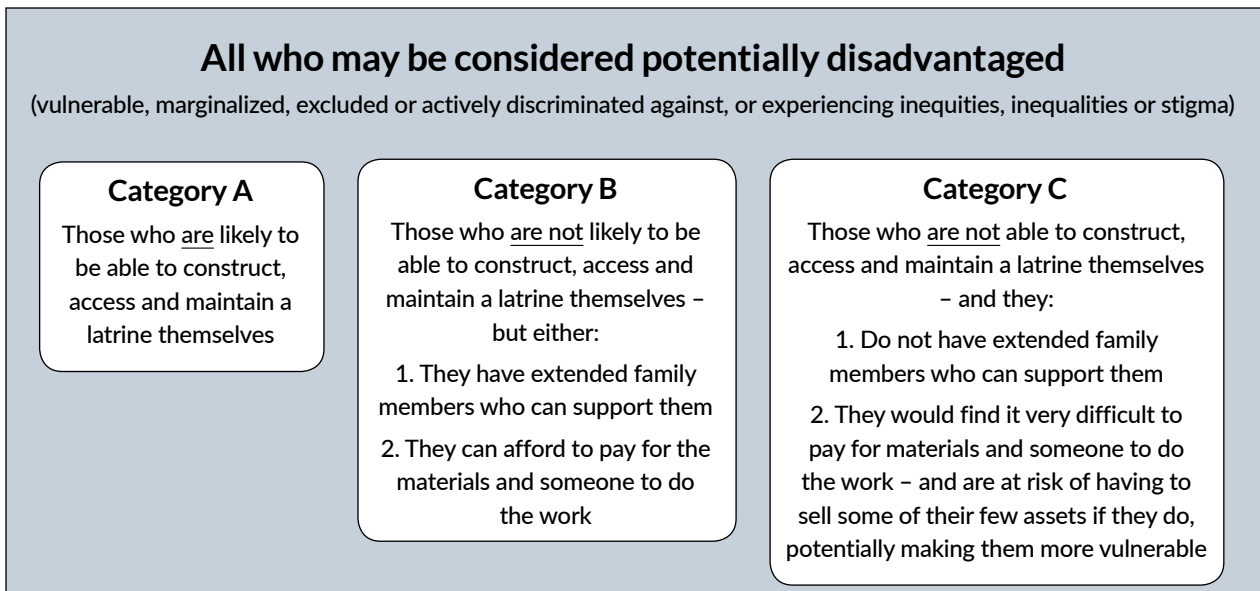 All who may be considered potentially disadvantaged
(vulnerable, marginalized, excluded or actively discriminated against, or experiencing inequities, inequalities or stigma)
Category A
Those who are likely to
be able to construct,
access and maintain a
latrine themselves
Category B
Those who are not likely to be
able to construct, access and
maintain a latrine themselves –
but either:
1. They have extended family
members who can support them
2. They can afford to pay for the
materials and someone to do
the work
Category C
Those who are not able to construct,
access and maintain a latrine themselves
– and they:
1. Do not have extended family
members who can support them
2. They would find it very difficult to
pay for materials and someone to do
the work – and are at risk of having to
sell some of their few assets if they do,
potentially making them more vulnerable